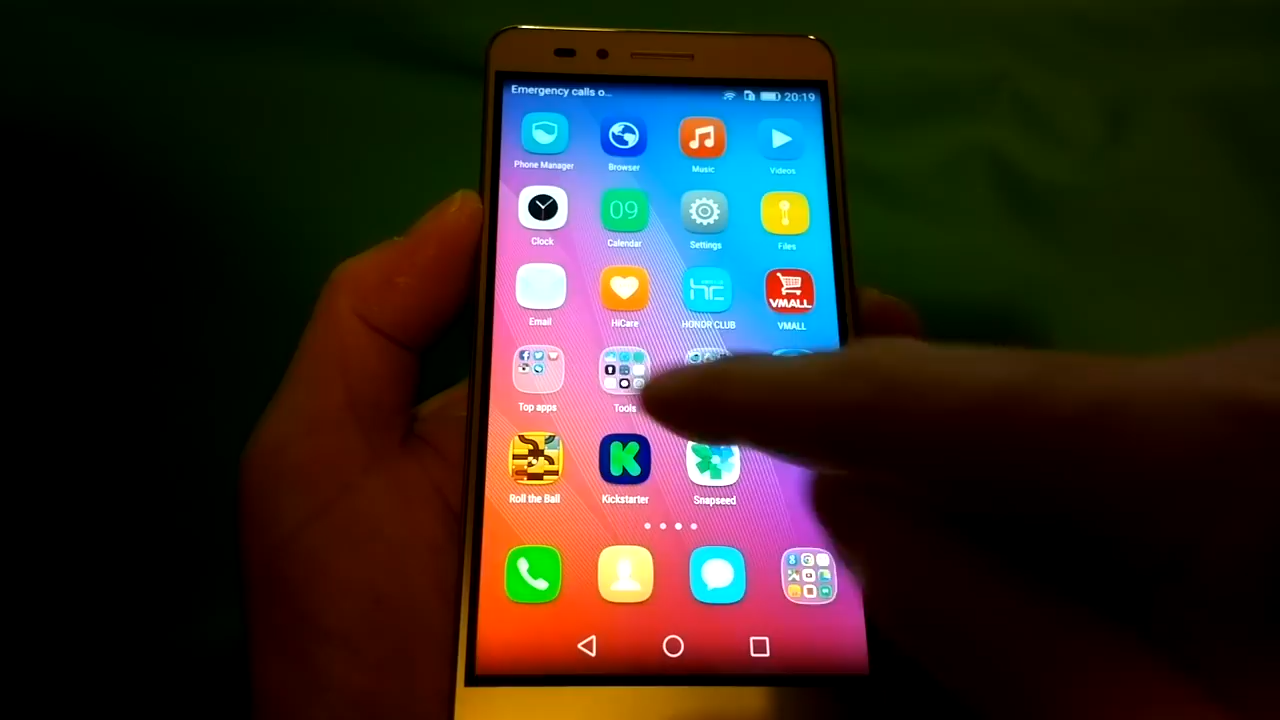 Emergency calls o... 20:19
Phone Manager Browser Music Videos
09
Clock Calendar Settings Files
hc VMALL
Email HiCare HONOR CLUB VMALL
Top apps Tools
K
Roll the Ball Kickstarter Snapseed